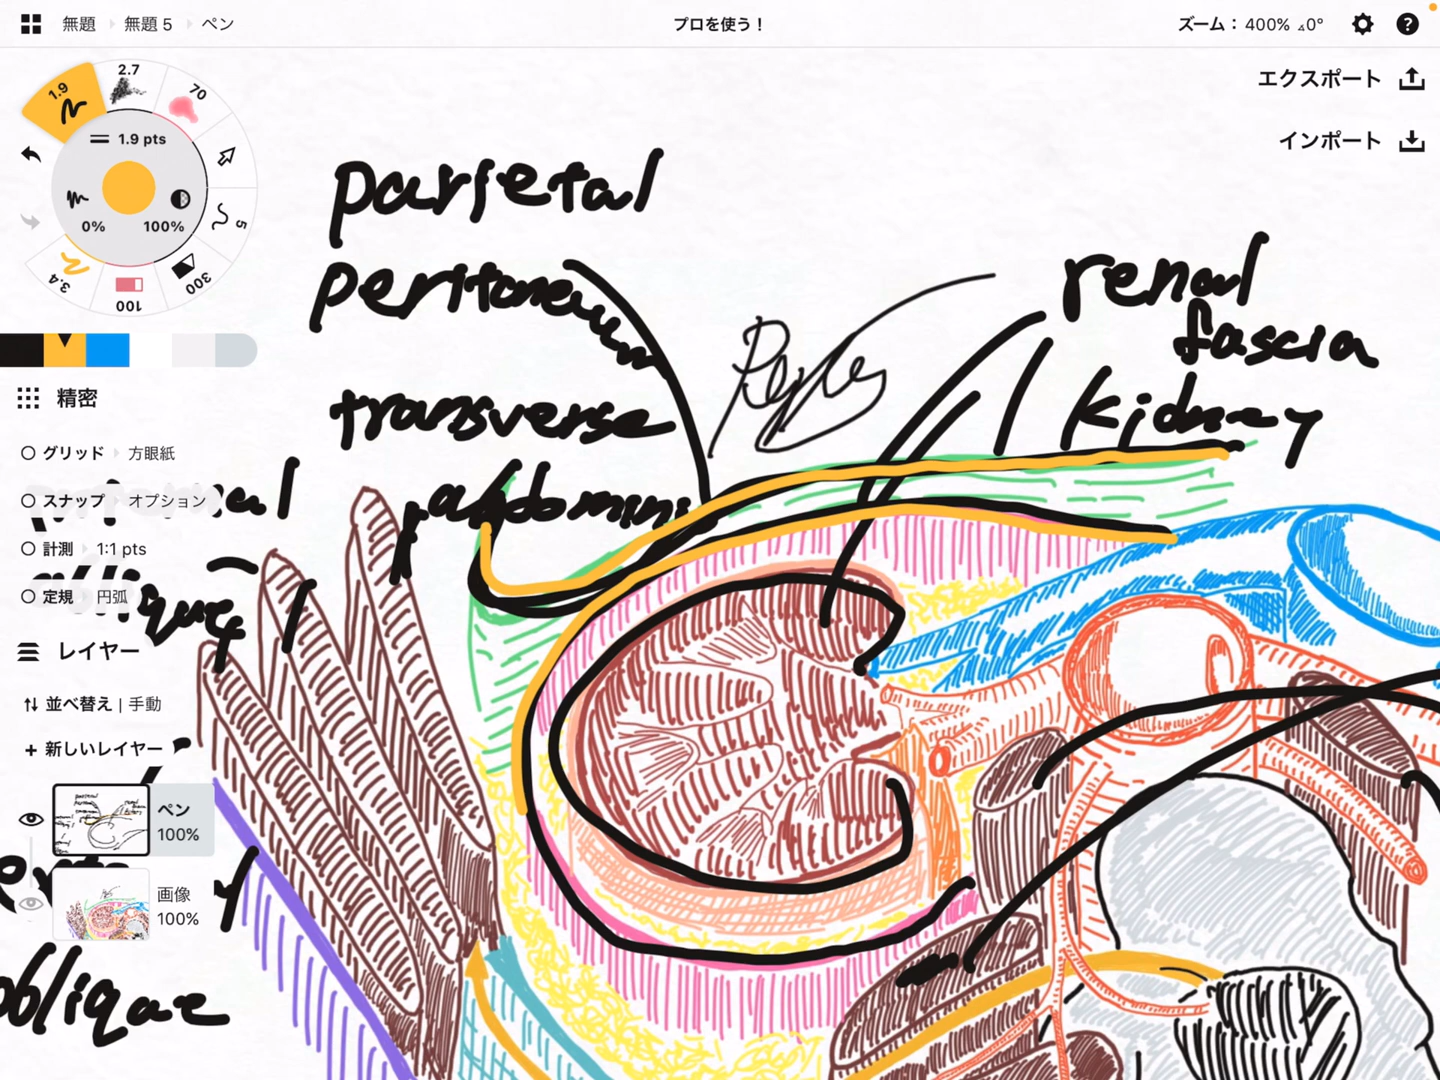 無題 無題 5 ペン
プロを使う！
ズーム： 400% ⦟0°
エクスポート
インポート
2.7
70
1.9
1.9 pts
5
0% 100%
3.4
100
300
精密
グリッド 方眼紙
スナップ オプション
計測 1:1 pts
定規 円弧
レイヤー
並べ替え | 手動
+ 新しいレイヤー
ペン
100%
画像
100%
parietal
peritoneum
transverse
abdomini
renal
fascia
kidney
oblique